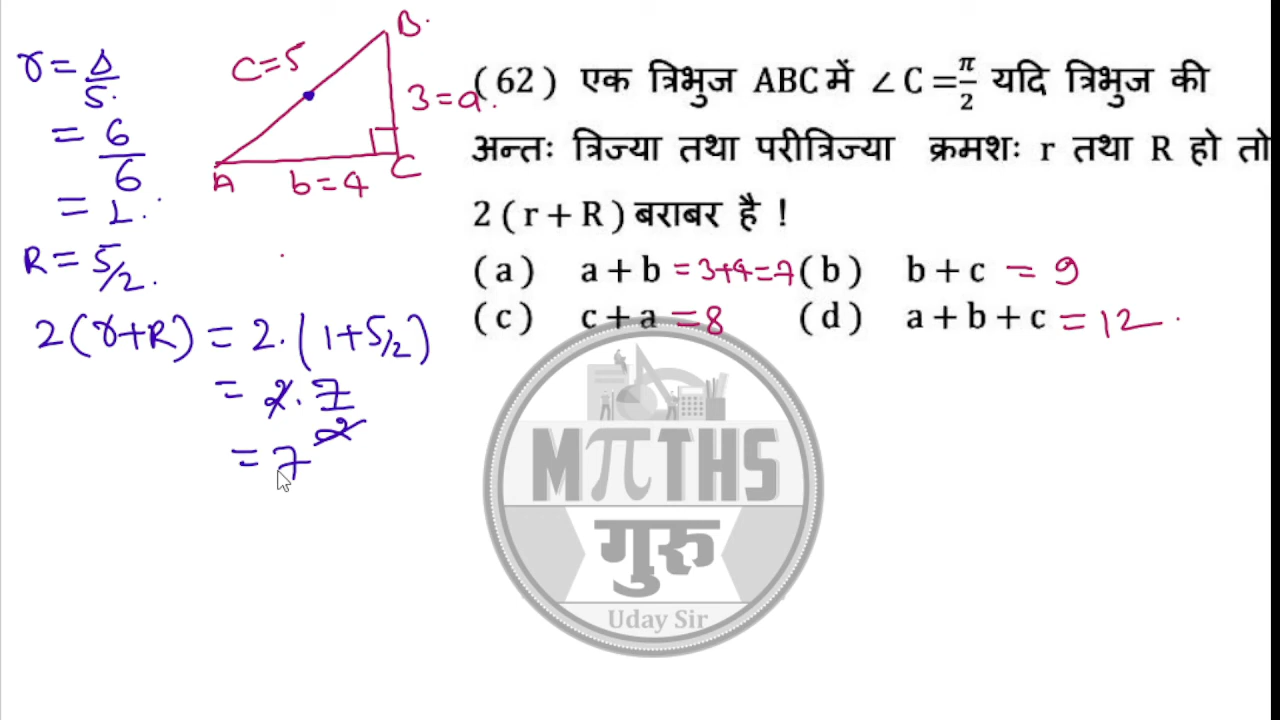 r = Δ/S.
= 6/6
= 1.
R = 5/2.
B.
C = 5
3 = a.
A
b = 4
C
(62) एक त्रिभुज ABC में ∠C = π/2 यदि त्रिभुज की
अन्तः त्रिज्या तथा परीत्रिज्या क्रमशः r तथा R हो तो
2 ( r + R ) बराबर है !
(a) a + b = 3+4=7 (b) b + c = 9
(c) c + a = 8 (d) a + b + c = 12
2(r+R) = 2.(1+5/2)
= 2.7/2
= 7
MπTHS
गुरु
Uday Sir